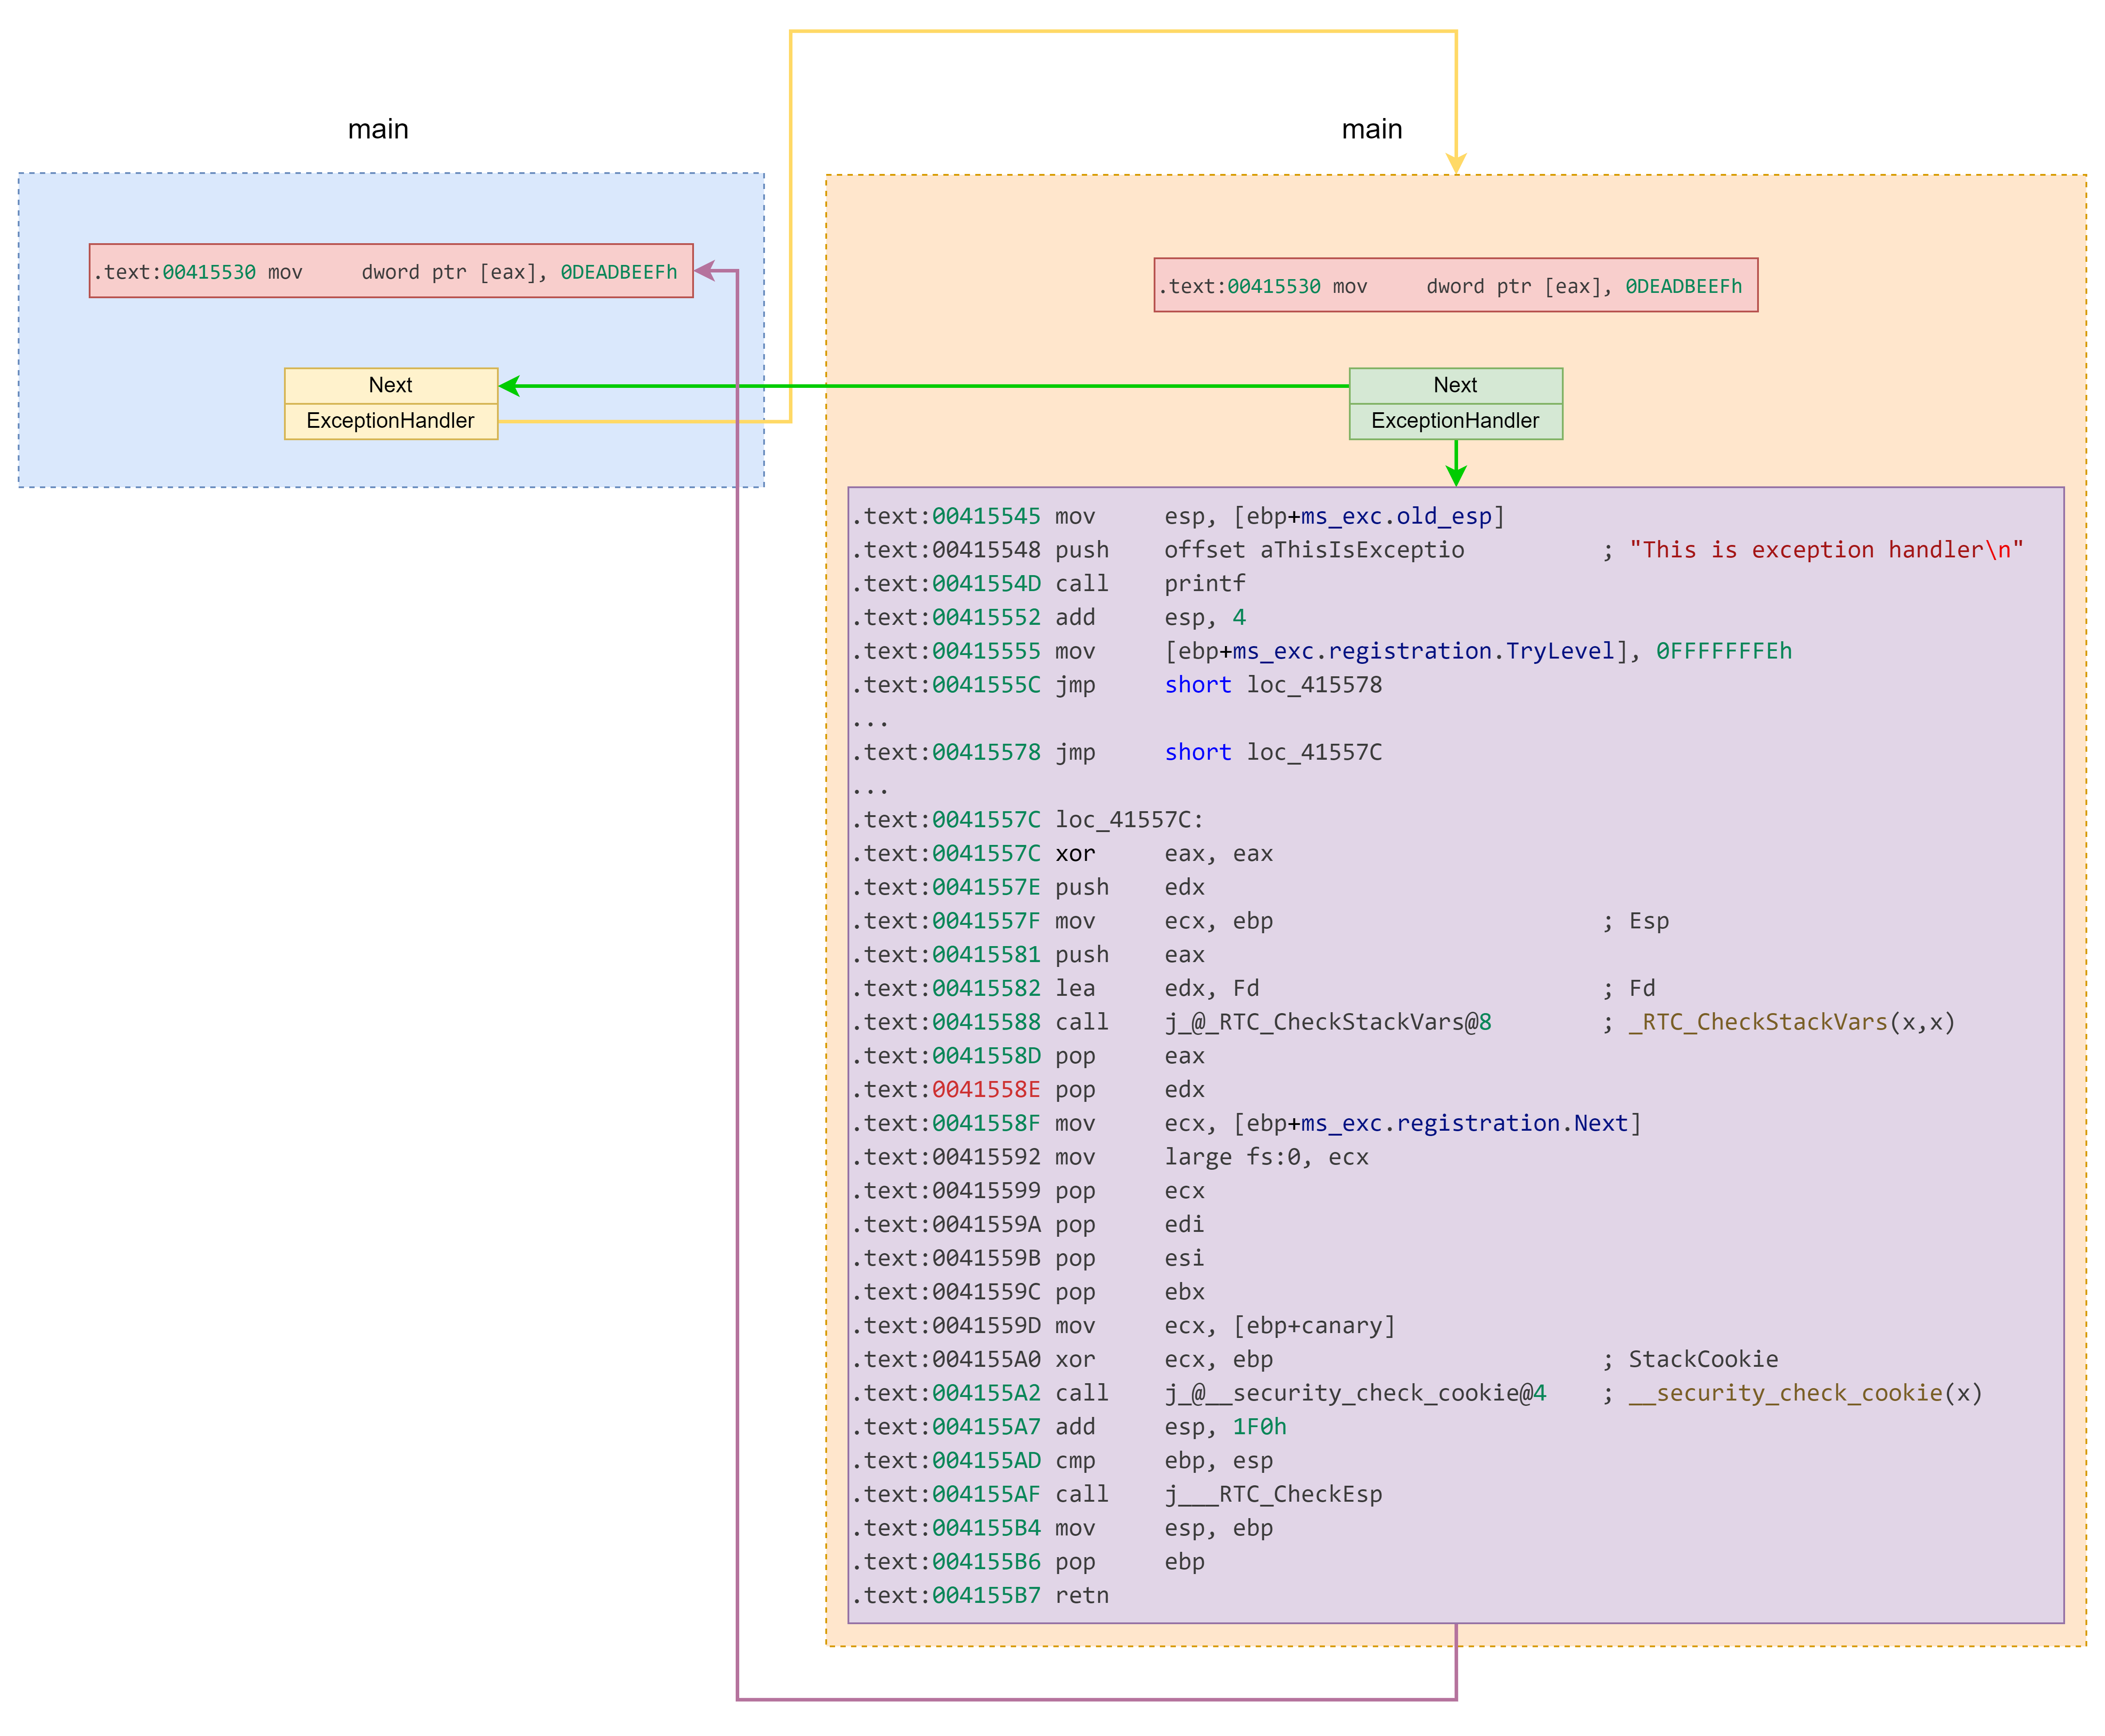 main
main
.text:00415530 mov     dword ptr [eax], 0DEADBEEFh
.text:00415530 mov     dword ptr [eax], 0DEADBEEFh
Next
ExceptionHandler
Next
ExceptionHandler
.text:00415545 mov     esp, [ebp+ms_exc.old_esp]
.text:00415548 push    offset aThisIsExceptio          ; "This is exception handler\n"
.text:0041554D call    printf
.text:00415552 add     esp, 4
.text:00415555 mov     [ebp+ms_exc.registration.TryLevel], 0FFFFFFFEh
.text:0041555C jmp     short loc_415578
...
.text:00415578 jmp     short loc_41557C
...
.text:0041557C loc_41557C:
.text:0041557C xor     eax, eax
.text:0041557E push    edx
.text:0041557F mov     ecx, ebp                        ; Esp
.text:00415581 push    eax
.text:00415582 lea     edx, Fd                         ; Fd
.text:00415588 call    j_@_RTC_CheckStackVars@8        ; _RTC_CheckStackVars(x,x)
.text:0041558D pop     eax
.text:0041558E pop     edx
.text:0041558F mov     ecx, [ebp+ms_exc.registration.Next]
.text:00415592 mov     large fs:0, ecx
.text:00415599 pop     ecx
.text:0041559A pop     edi
.text:0041559B pop     esi
.text:0041559C pop     ebx
.text:0041559D mov     ecx, [ebp+canary]
.text:004155A0 xor     ecx, ebp                        ; StackCookie
.text:004155A2 call    j_@__security_check_cookie@4    ; __security_check_cookie(x)
.text:004155A7 add     esp, 1F0h
.text:004155AD cmp     ebp, esp
.text:004155AF call    j___RTC_CheckEsp
.text:004155B4 mov     esp, ebp
.text:004155B6 pop     ebp
.text:004155B7 retn